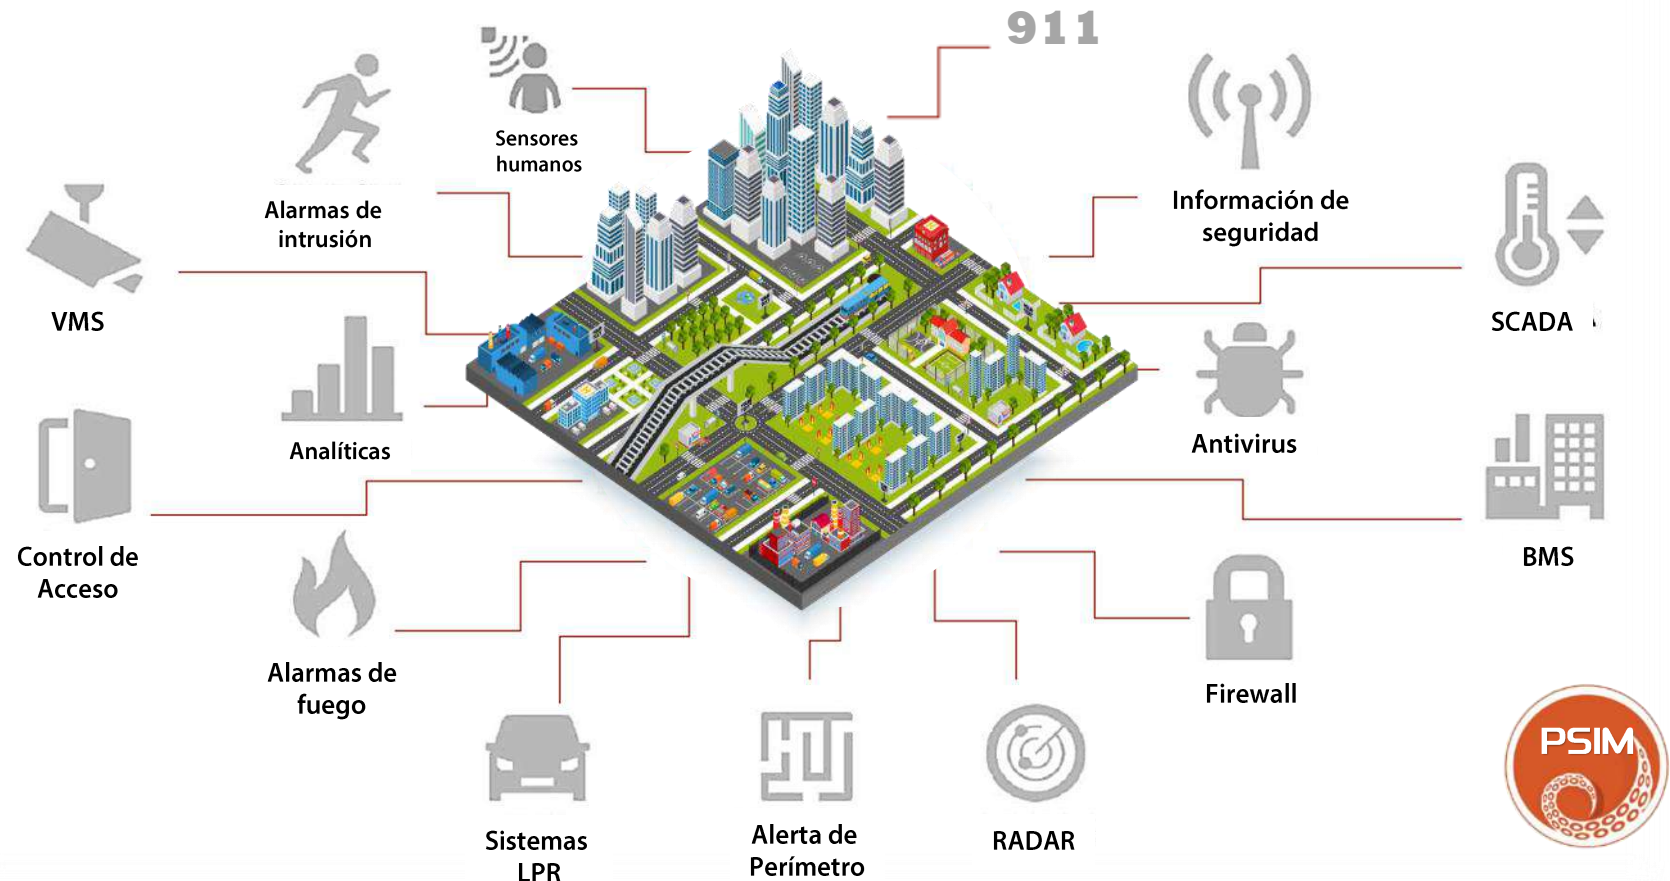 911
Sensores
humanos
Alarmas de
intrusión
Información de
seguridad
VMS
SCADA
Analíticas
Antivirus
Control de
Acceso
BMS
Alarmas de
fuego
Firewall
PSIM
Sistemas
LPR
Alerta de
Perímetro
RADAR